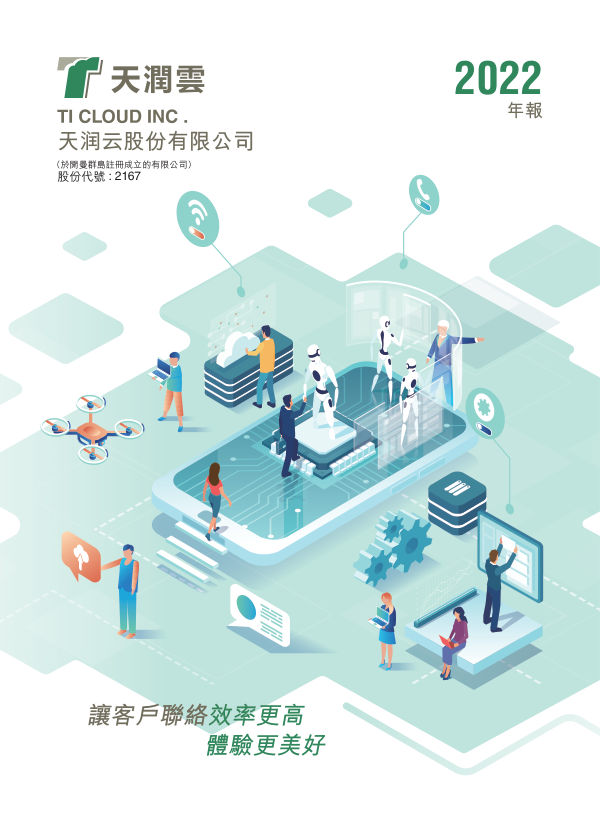 天潤雲
TI CLOUD INC .
天润云股份有限公司
（於開曼群島註冊成立的有限公司）
股份代號 : 2167
2022
年報
讓客戶聯絡效率更高
體驗更美好